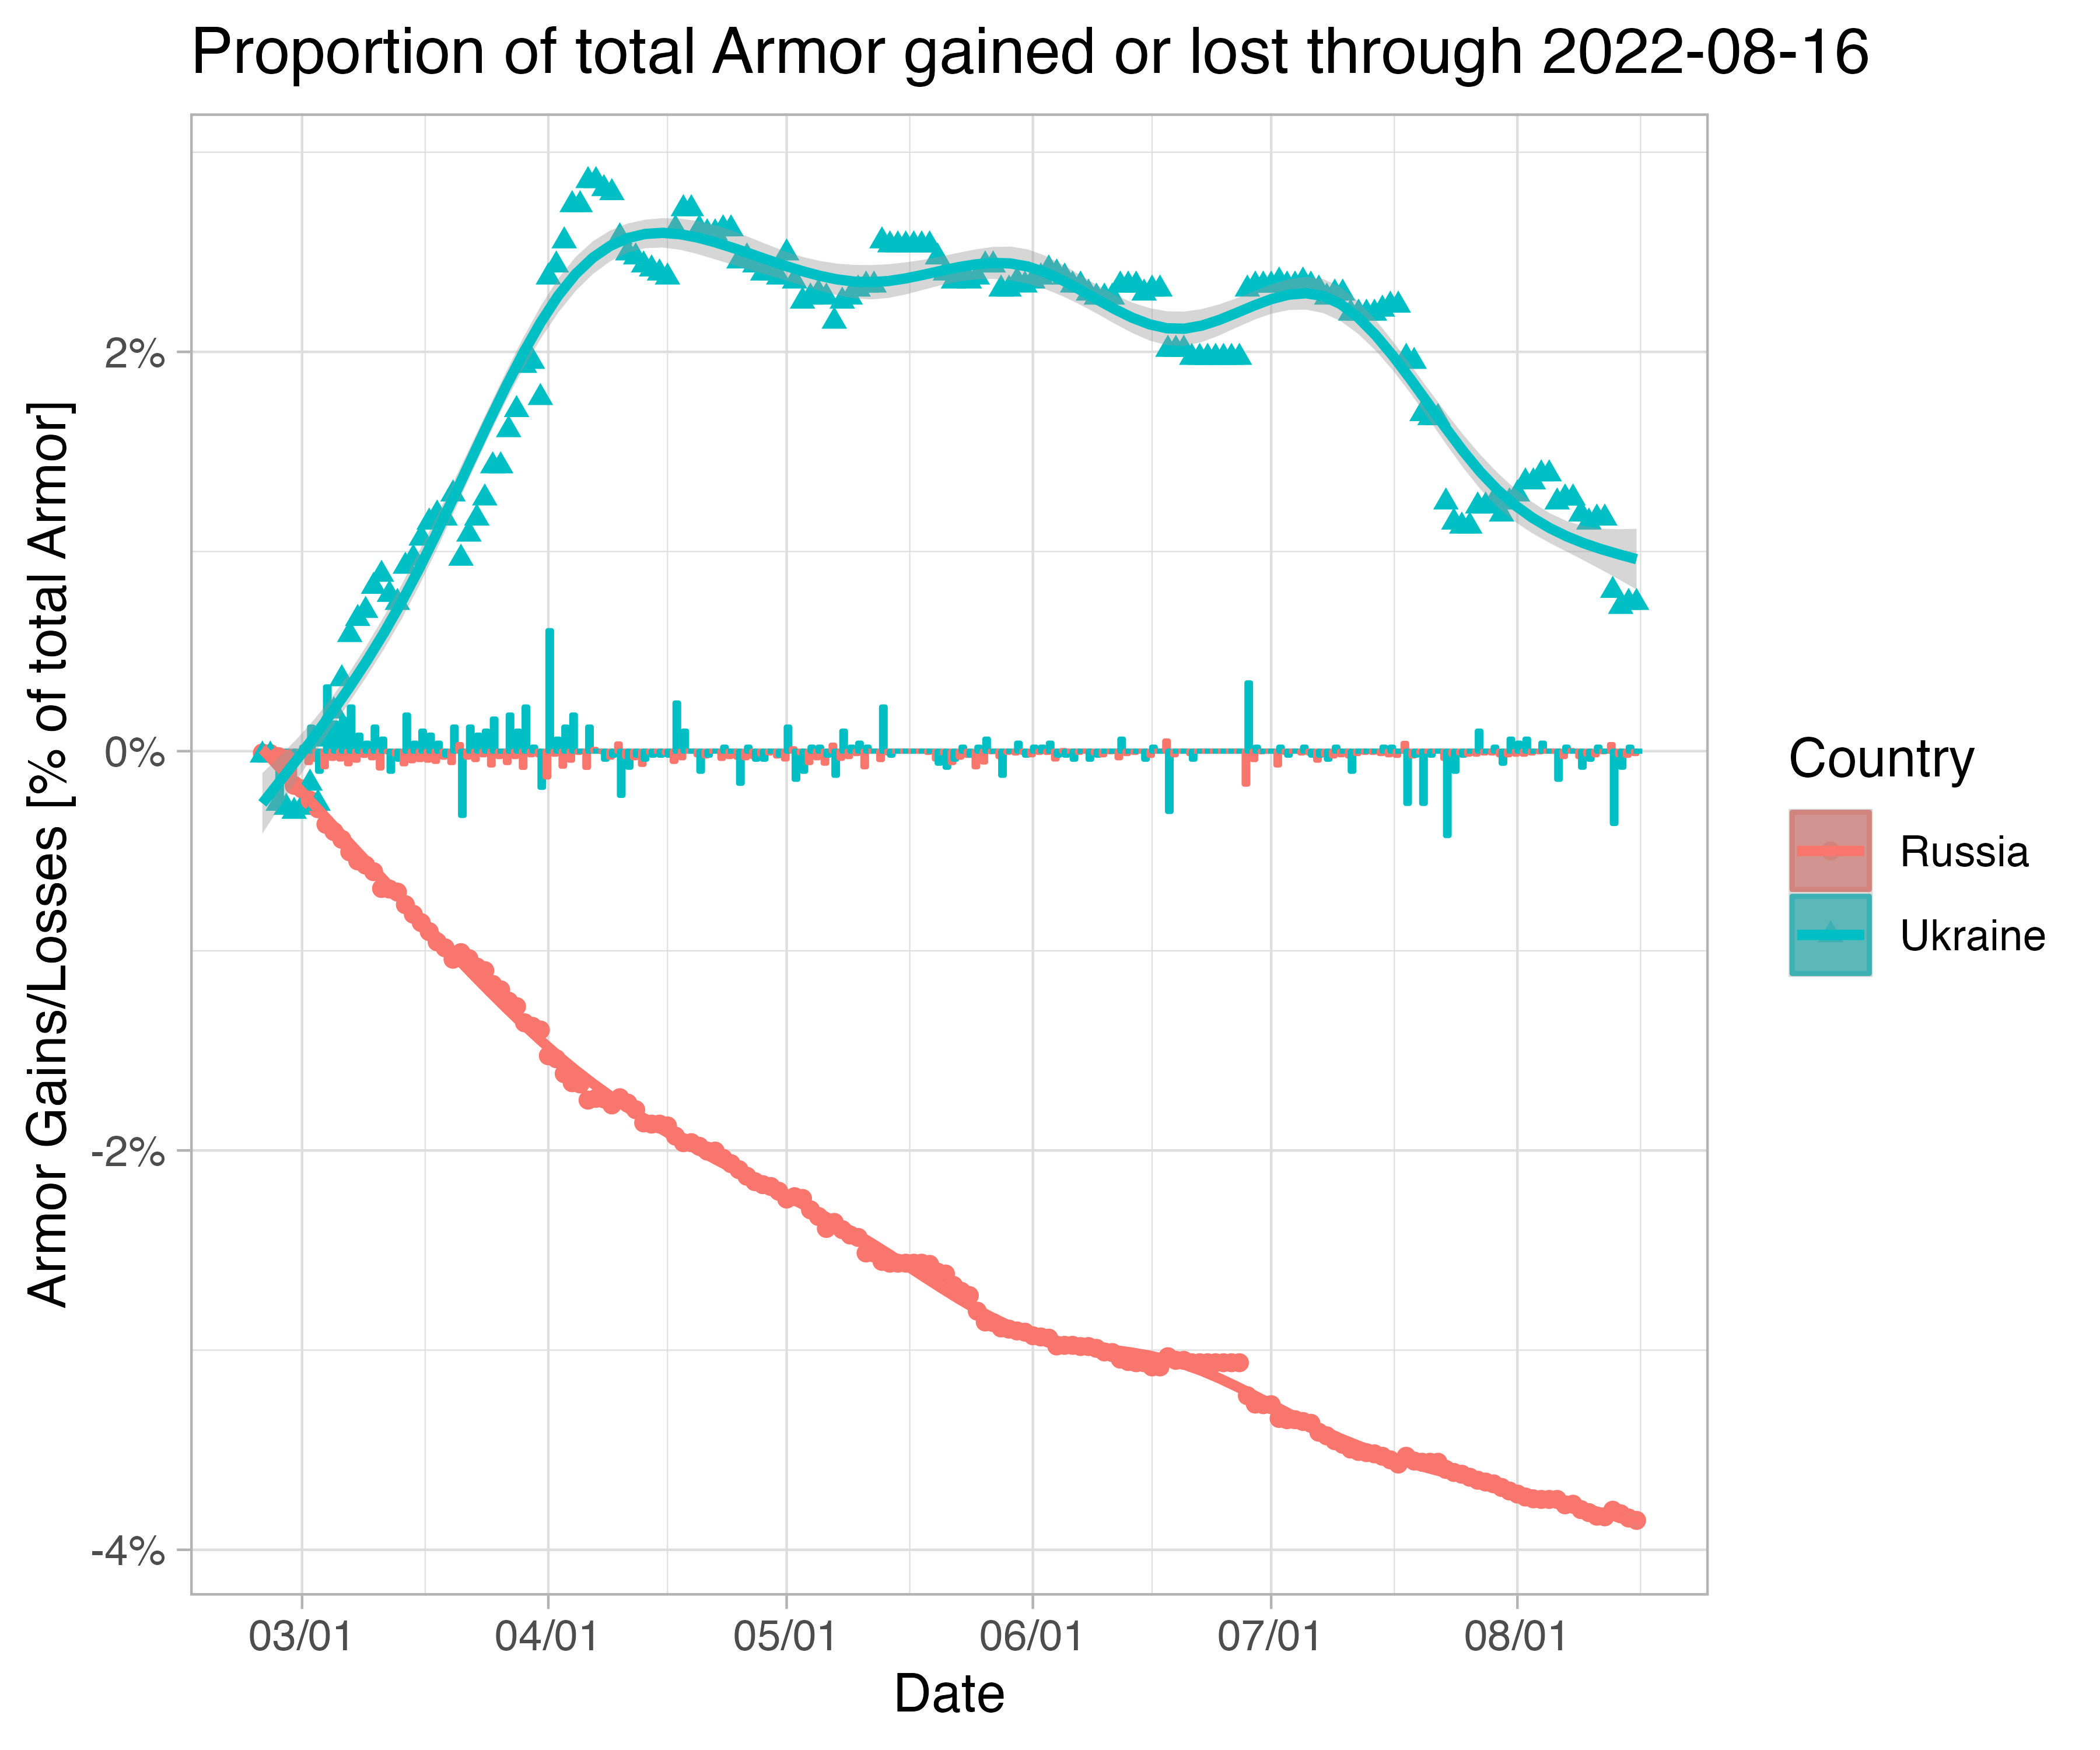 Proportion of total Armor gained or lost through 2022-08-16
Armor Gains/Losses [% of total Armor]
2%
0%
-2%
-4%
03/01
04/01
05/01
06/01
07/01
08/01
Date
Country
Russia
Ukraine